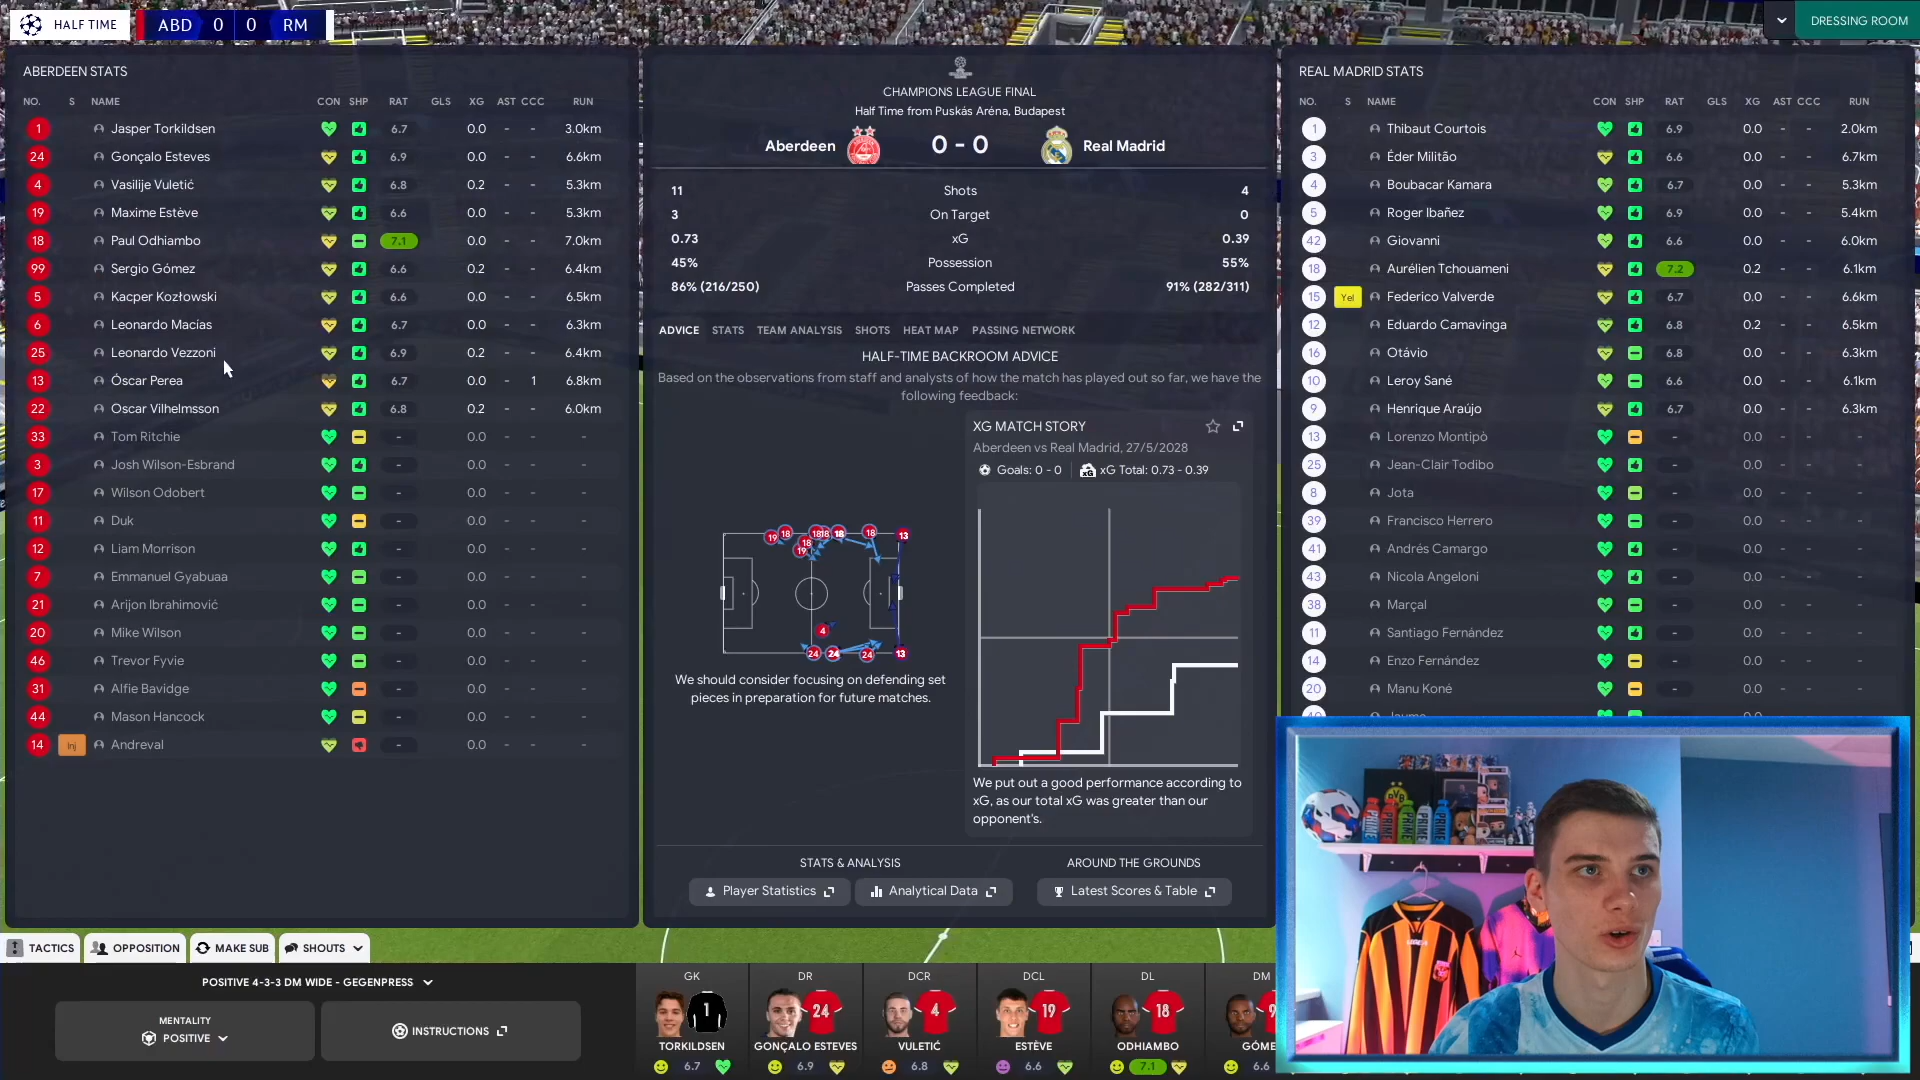 HALF TIME
ABD 0 0 RM
DRESSING ROOM
ABERDEEN STATS
NO. S NAME CON SHP RAT GLS XG AST CCC RUN
1 Jasper Torkildsen 6.7 0.0 - - 3.0km
24 Gonçalo Esteves 6.9 0.0 - - 6.6km
4 Vasilije Vuletić 6.8 0.2 - - 5.3km
19 Maxime Estève 6.6 0.0 - - 5.3km
18 Paul Odhiambo 7.1 0.0 - - 7.0km
99 Sergio Gómez 6.6 0.2 - - 6.4km
5 Kacper Kozłowski 6.6 0.0 - - 6.5km
6 Leonardo Macías 6.7 0.0 - - 6.3km
25 Leonardo Vezzoni 6.9 0.2 - - 6.4km
13 Óscar Perea 6.7 0.0 - 1 6.8km
22 Oscar Vilhelmsson 6.8 0.2 - - 6.0km
33 Tom Ritchie - 0.0 - - -
3 Josh Wilson-Esbrand - 0.0 - - -
17 Wilson Odobert - 0.0 - - -
11 Duk - 0.0 - - -
12 Liam Morrison - 0.0 - - -
7 Emmanuel Gyabuaa - 0.0 - - -
21 Arijon Ibrahimović - 0.0 - - -
20 Mike Wilson - 0.0 - - -
46 Trevor Fyvie - 0.0 - - -
31 Alfie Bavidge - 0.0 - - -
44 Mason Hancock - 0.0 - - -
14 Inj Andreval - 0.0 - - -
CHAMPIONS LEAGUE FINAL
Half Time from Puskás Aréna, Budapest
Aberdeen 0 - 0 Real Madrid
11 Shots 4
3 On Target 0
0.73 xG 0.39
45% Possession 55%
86% (216/250) Passes Completed 91% (282/311)
ADVICE STATS TEAM ANALYSIS SHOTS HEAT MAP PASSING NETWORK
HALF-TIME BACKROOM ADVICE
Based on the observations from staff and analysts of how the match has played out so far, we have the
following feedback:
19 18 18 18 18 18 13
18
19
4
24 24 24 13
We should consider focusing on defending set
pieces in preparation for future matches.
XG MATCH STORY
Aberdeen vs Real Madrid, 27/5/2028
Goals: 0 - 0 xG xG Total: 0.73 - 0.39
We put out a good performance according to
xG, as our total xG was greater than our
opponent's.
STATS & ANALYSIS AROUND THE GROUNDS
Player Statistics Analytical Data Latest Scores & Table
REAL MADRID STATS
NO. S NAME CON SHP RAT GLS XG AST CCC RUN
1 Thibaut Courtois 6.9 0.0 - - 2.0km
3 Éder Militão 6.6 0.0 - - 6.7km
4 Boubacar Kamara 6.7 0.0 - - 5.3km
5 Roger Ibañez 6.9 0.0 - - 5.4km
42 Giovanni 6.6 0.0 - - 6.0km
18 Aurélien Tchouameni 7.2 0.2 - - 6.1km
15 Yel Federico Valverde 6.7 0.0 - - 6.6km
12 Eduardo Camavinga 6.8 0.2 - - 6.5km
16 Otávio 6.8 0.0 - - 6.3km
10 Leroy Sané 6.6 0.0 - - 6.1km
9 Henrique Araújo 6.7 0.0 - - 6.3km
13 Lorenzo Montipò - 0.0 - - -
25 Jean-Clair Todibo - 0.0 - - -
8 Jota - 0.0 - - -
39 Francisco Herrero - 0.0 - - -
41 Andrés Camargo - 0.0 - - -
43 Nicola Angeloni - 0.0 - - -
38 Marçal - 0.0 - - -
11 Santiago Fernández - 0.0 - - -
14 Enzo Fernández - 0.0 - - -
20 Manu Koné - 0.0 - - -
BVB PRIME PRIME PRIME PRIME
TACTICS OPPOSITION MAKE SUB SHOUTS
POSITIVE 4-3-3 DM WIDE - GEGENPRESS
MENTALITY
POSITIVE
INSTRUCTIONS
GK DR DCR DCL DL DM
1 24 4 19 18 9
TORKILDSEN GONÇALO ESTEVES VULETIĆ ESTÈVE ODHIAMBO GÓME
6.7 6.9 6.8 6.6 7.1 6.6